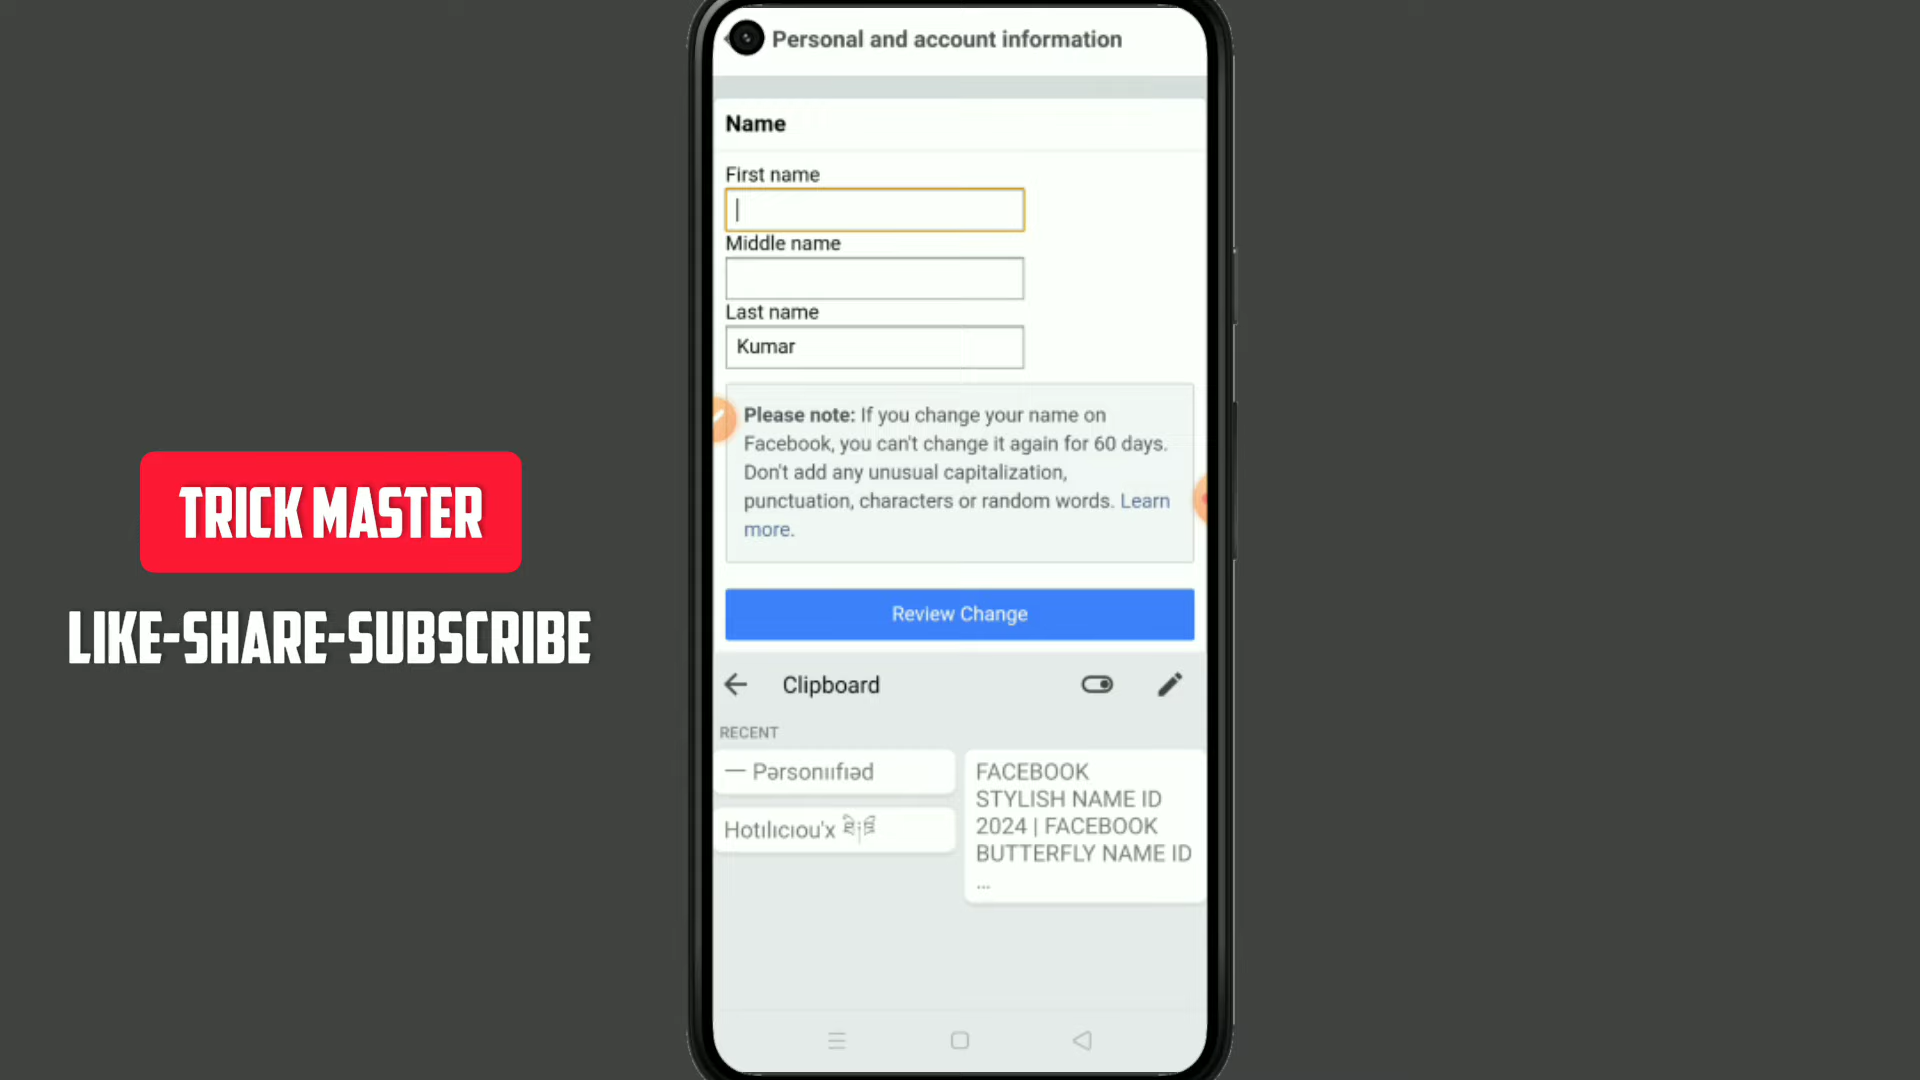 Personal and account information
Name
First name
Middle name
Last name
Kumar
Please note: If you change your name on
Facebook, you can't change it again for 60 days.
Don't add any unusual capitalization,
punctuation, characters or random words. Learn
more.
Review Change
TRICK MASTER
LIKE-SHARE-SUBSCRIBE
Clipboard
RECENT
— Pərsonııfıəd
Hotılıcıou'x
FACEBOOK
STYLISH NAME ID
2024 | FACEBOOK
BUTTERFLY NAME ID
...